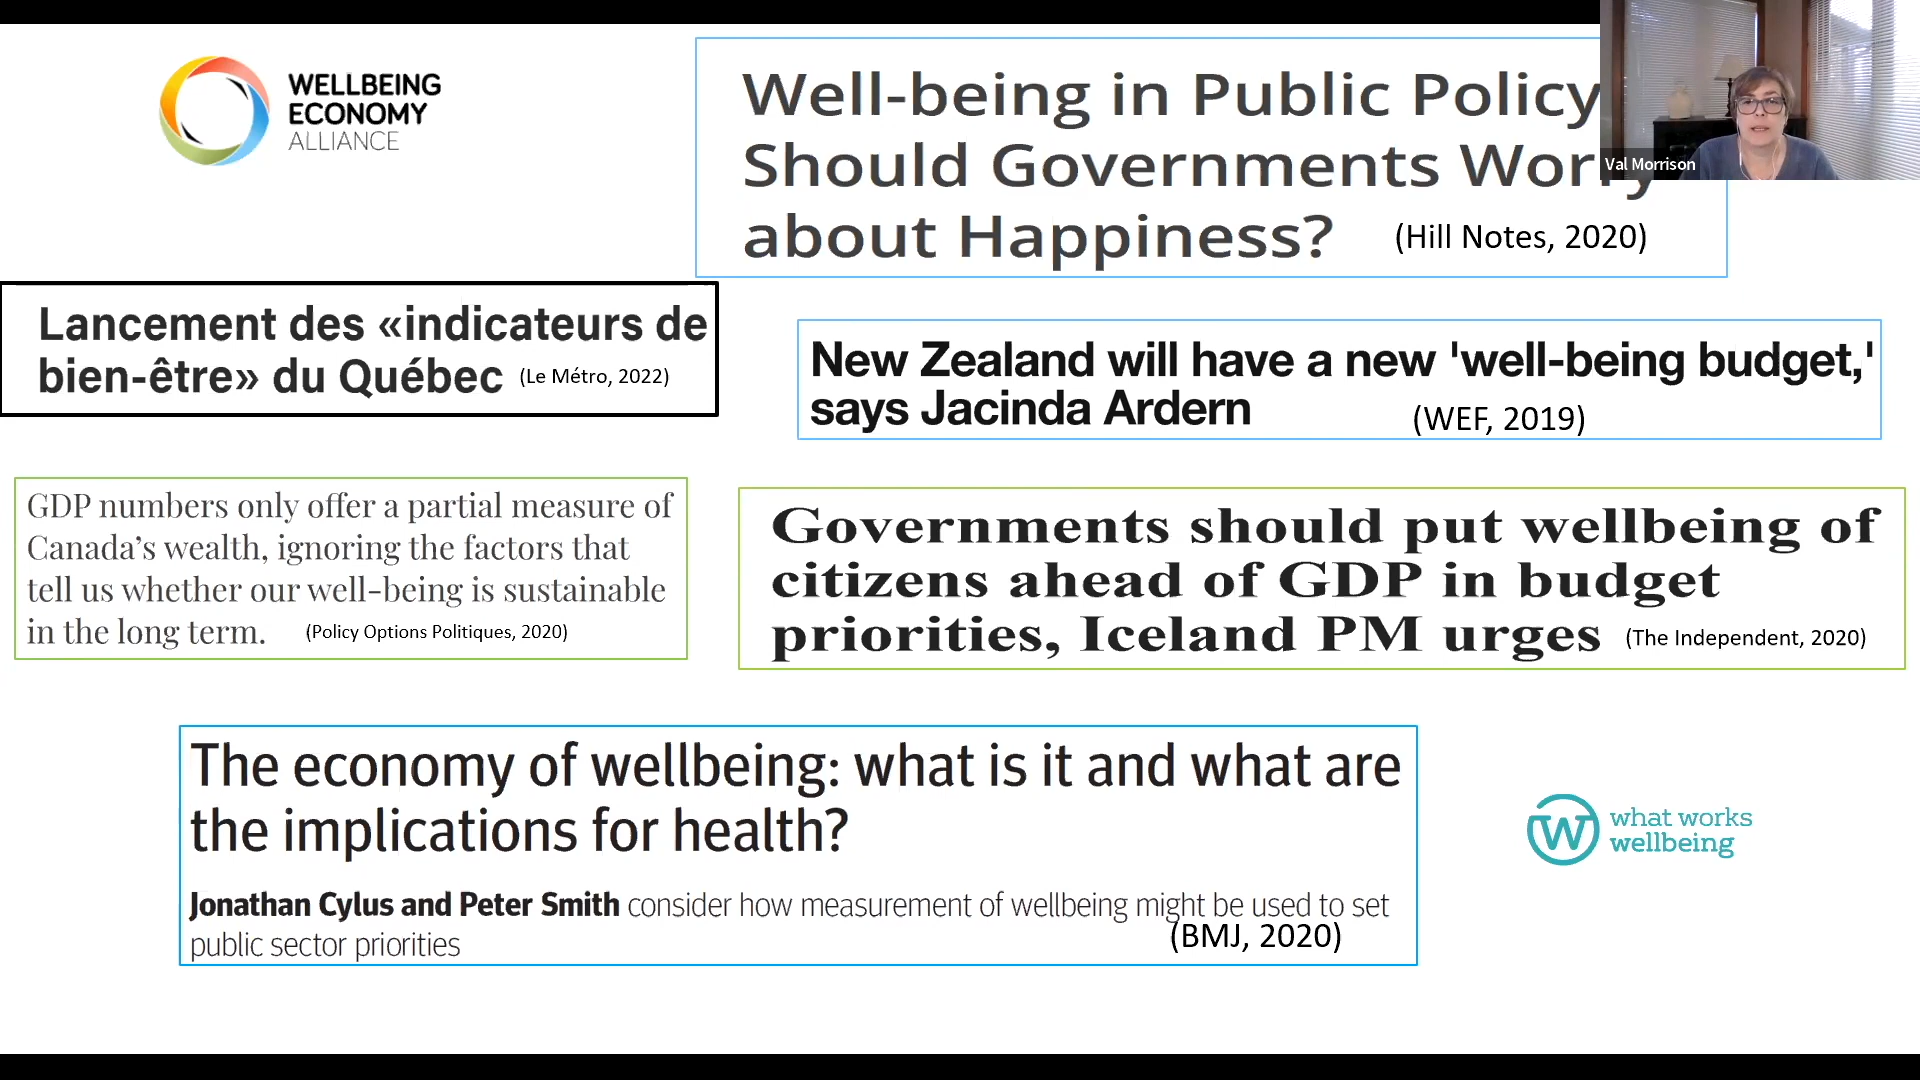 WELLBEING
ECONOMY
ALLIANCE
Well-being in Public Policy
Should Governments Worry
about Happiness? (Hill Notes, 2020)
Val Morrison
Lancement des «indicateurs de
bien-être» du Québec (Le Métro, 2022)
New Zealand will have a new 'well-being budget,'
says Jacinda Ardern (WEF, 2019)
GDP numbers only offer a partial measure of
Canada's wealth, ignoring the factors that
tell us whether our well-being is sustainable
in the long term. (Policy Options Politiques, 2020)
Governments should put wellbeing of
citizens ahead of GDP in budget
priorities, Iceland PM urges (The Independent, 2020)
The economy of wellbeing: what is it and what are
the implications for health?
Jonathan Cylus and Peter Smith consider how measurement of wellbeing might be used to set
public sector priorities (BMJ, 2020)
W what works
wellbeing